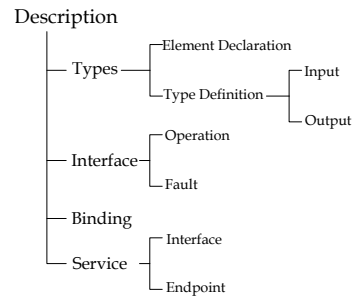 Description
Types
Element Declaration
Type Definition
Input
Output
Interface
Operation
Fault
Binding
Service
Interface
Endpoint